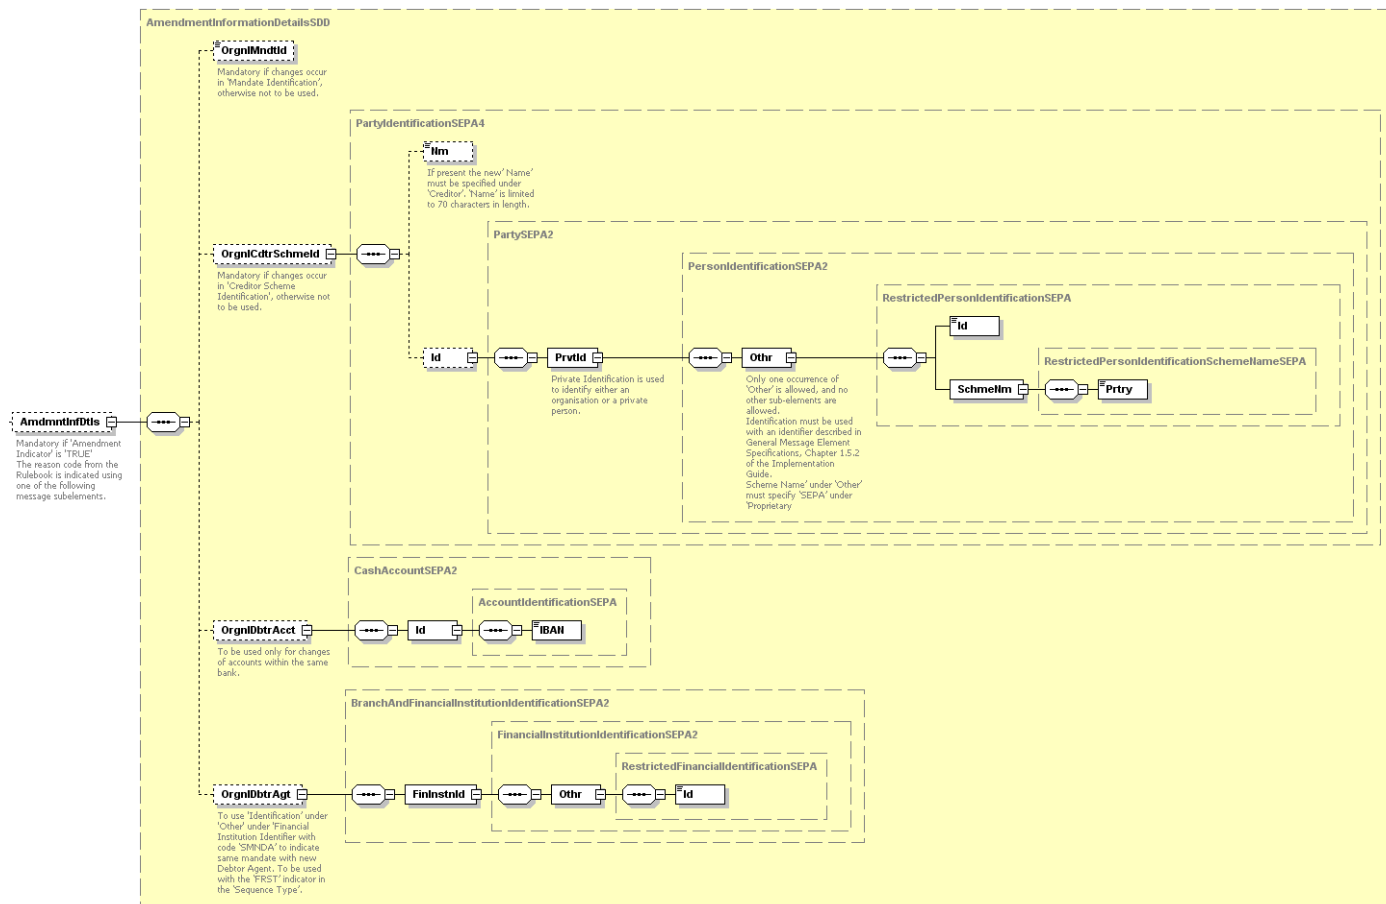 AmendmentInformationDetailsSDD
OrgnlMndtId
Mandatory if changes occur
in 'Mandate Identification',
otherwise not to be used.
PartyIdentificationSEPA4
Nm
If present the new' Name'
must be specified under
'Creditor'. 'Name' is limited
to 70 characters in length.
PartySEPA2
OrgnlCdtrSchmeId
Mandatory if changes occur
in 'Creditor Scheme
Identification', otherwise not
to be used.
PersonIdentificationSEPA2
RestrictedPersonIdentificationSEPA
Id
Id
PrvtId
Private Identification is used
to identify either an
organisation or a private
person.
Othr
Only one occurrence of
'Other' is allowed, and no
other sub-elements are
allowed.
Identification must be used
with an identifier described in
General Message Element
Specifications, Chapter 1.5.2
of the Implementation
Guide.
Scheme Name' under 'Other'
must specify 'SEPA' under
'Proprietary
RestrictedPersonIdentificationSchemeNameSEPA
SchmeNm
Prtry
AmdmntInfDtls
Mandatory if 'Amendment
Indicator' is 'TRUE'
The reason code from the
Rulebook is indicated using
one of the following
message subelements.
CashAccountSEPA2
AccountIdentificationSEPA
OrgnlDbtrAcct
Id
IBAN
To be used only for changes
of accounts within the same
bank.
BranchAndFinancialInstitutionIdentificationSEPA2
FinancialInstitutionIdentificationSEPA2
RestrictedFinancialIdentificationSEPA
OrgnlDbtrAgt
FinInstnId
Othr
Id
To use 'Identification' under
'Other' under 'Financial
Institution Identifier with
code 'SMNDA' to indicate
same mandate with new
Debtor Agent. To be used
with the 'FRST' indicator in
the 'Sequence Type'.